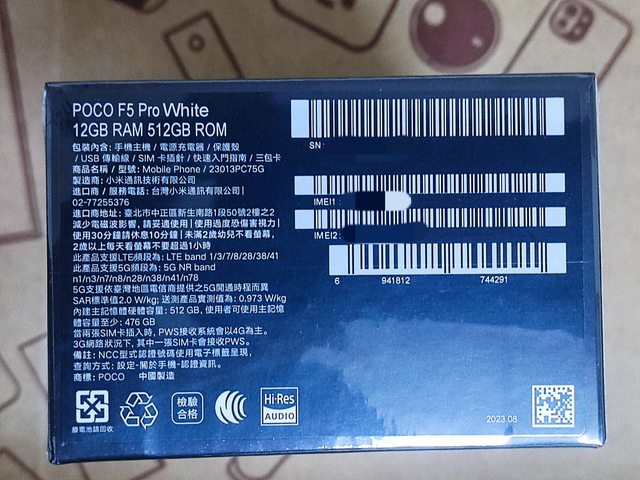 POCO F5 Pro White
12GB RAM 512GB ROM
包裝內含: 手機主機 / 電源充電器 / 保護殼
/ USB 傳輸線 / SIM 卡插針 / 快速入門指南 / 三包卡
商品名稱 / 型號: Mobile Phone / 23013PC75G
製造商: 小米通訊技術有限公司
進口商 / 服務電話: 台灣小米通訊有限公司|
02-77255376
進口商地址: 臺北市中正區新生南路1段50號2樓之2
減少電磁波影響, 請妥適使用 | 使用過度恐傷害視力 |
使用30分鐘請休息10分鐘 | 未滿2歲幼兒不看螢幕,
2歲以上每天看螢幕不要超過1小時
此產品支援LTE頻段為: LTE band 1/3/7/8/28/38/41
此產品支援5G頻段為: 5G NR band
n1/n3/n7/n8/n28/n38/n41/n78
5G支援依臺灣地區電信商提供之5G開通時程而異
SAR標準值2.0 W/kg; 送測產品實測值為: 0.973 W/kg
內建主記憶體硬體容量: 512 GB, 使用者可使用主記憶
體容量至少: 476 GB
當兩張SIM卡插入時, PWS接收系統會以4G為主。
3G網路狀況下, 其中一張SIM卡會接收PWS。
備註: NCC型式認證號碼使用電子標籤呈現,
查詢方式: 設定-關於手機-認證資訊。
商標: POCO 中國製造
SN:
IMEI1 :
IMEI2 :
6 941812 744291
廢電池請回收
檢驗
合格
Hi-Res
AUDIO
2023.08